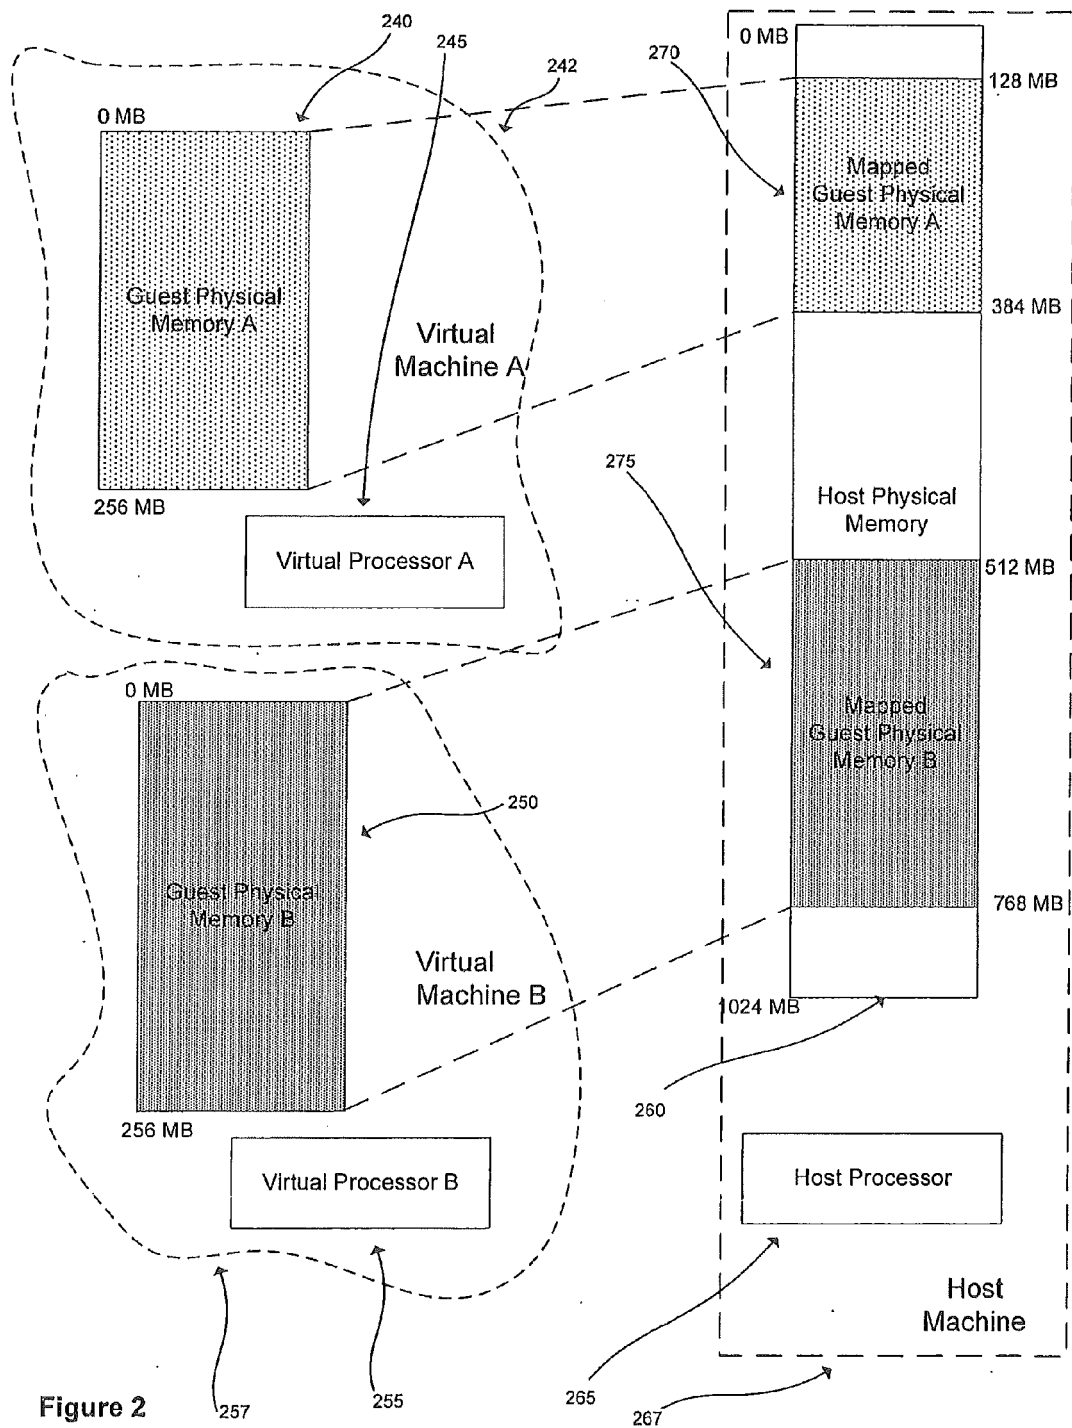 240
245
242
0 MB
270
128 MB
0 MB
Mapped
Guest Physical
Memory A
Guest Physical
Memory A
Virtual
Machine A
384 MB
275
256 MB
Host Physical
Memory
Virtual Processor A
512 MB
0 MB
Mapped
Guest Physical
Memory B
250
Guest Physical
Memory B
768 MB
Virtual
Machine B
1024 MB
260
256 MB
Virtual Processor B
Host Processor
Host
Machine
Figure 2
257
255
265
267